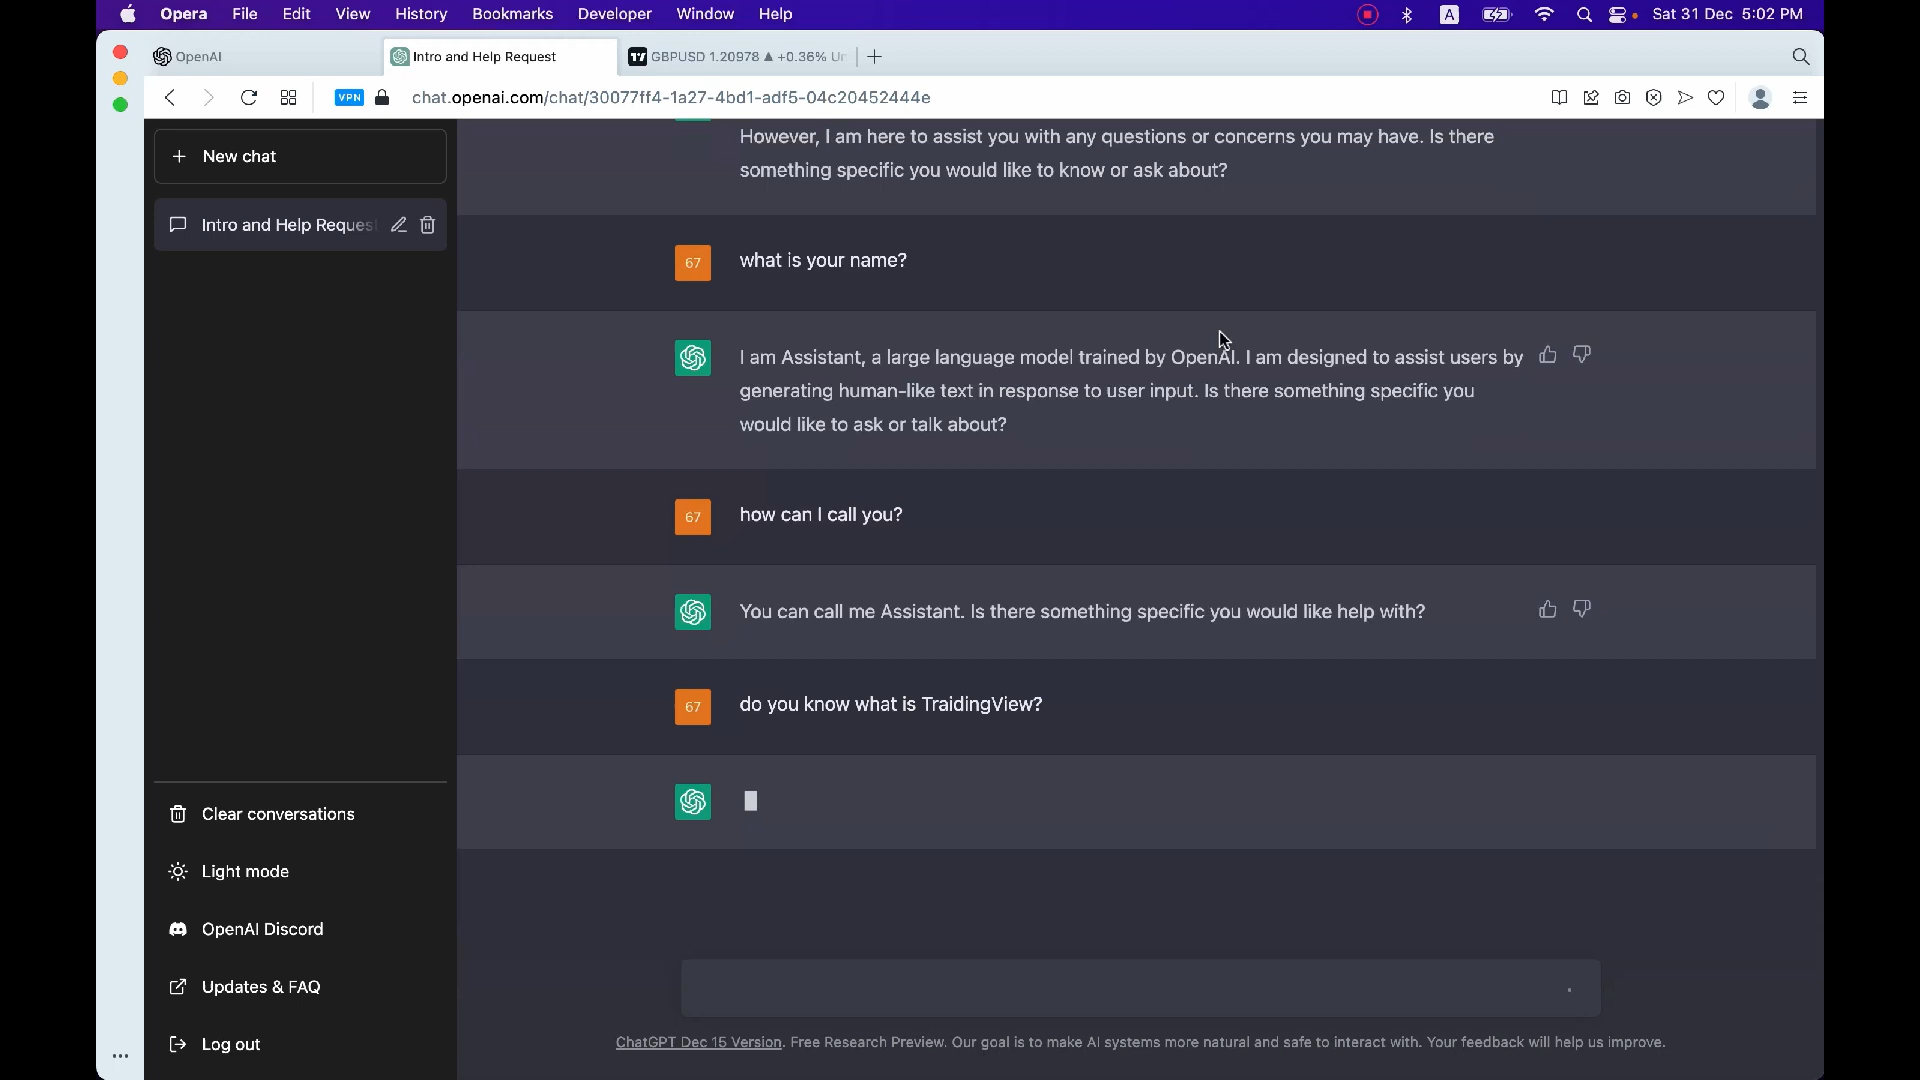 Opera File Edit View History Bookmarks Developer Window Help A Sat 31 Dec 5:02 PM
OpenAI Intro and Help Request GBPUSD 1.20978 ▲ +0.36% Un
VPN chat.openai.com/chat/30077ff4-1a27-4bd1-adf5-04c20452444e
New chat
Intro and Help Request
However, I am here to assist you with any questions or concerns you may have. Is there
something specific you would like to know or ask about?
67 what is your name?
I am Assistant, a large language model trained by OpenAI. I am designed to assist users by
generating human-like text in response to user input. Is there something specific you
would like to ask or talk about?
67 how can I call you?
You can call me Assistant. Is there something specific you would like help with?
67 do you know what is TraidingView?
Clear conversations
Light mode
OpenAI Discord
Updates & FAQ
Log out
ChatGPT Dec 15 Version. Free Research Preview. Our goal is to make AI systems more natural and safe to interact with. Your feedback will help us improve.